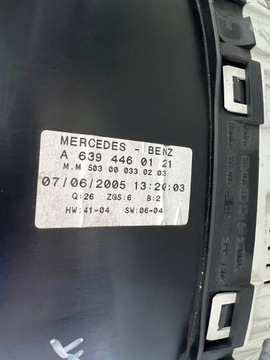 MERCEDES - BENZ
A 639 446 01 21
M.M 503 00 033 02 03
07/06/2005 13:20:03
Q:26 ZGS:6 B:2
HW:41-04 SW:06-04